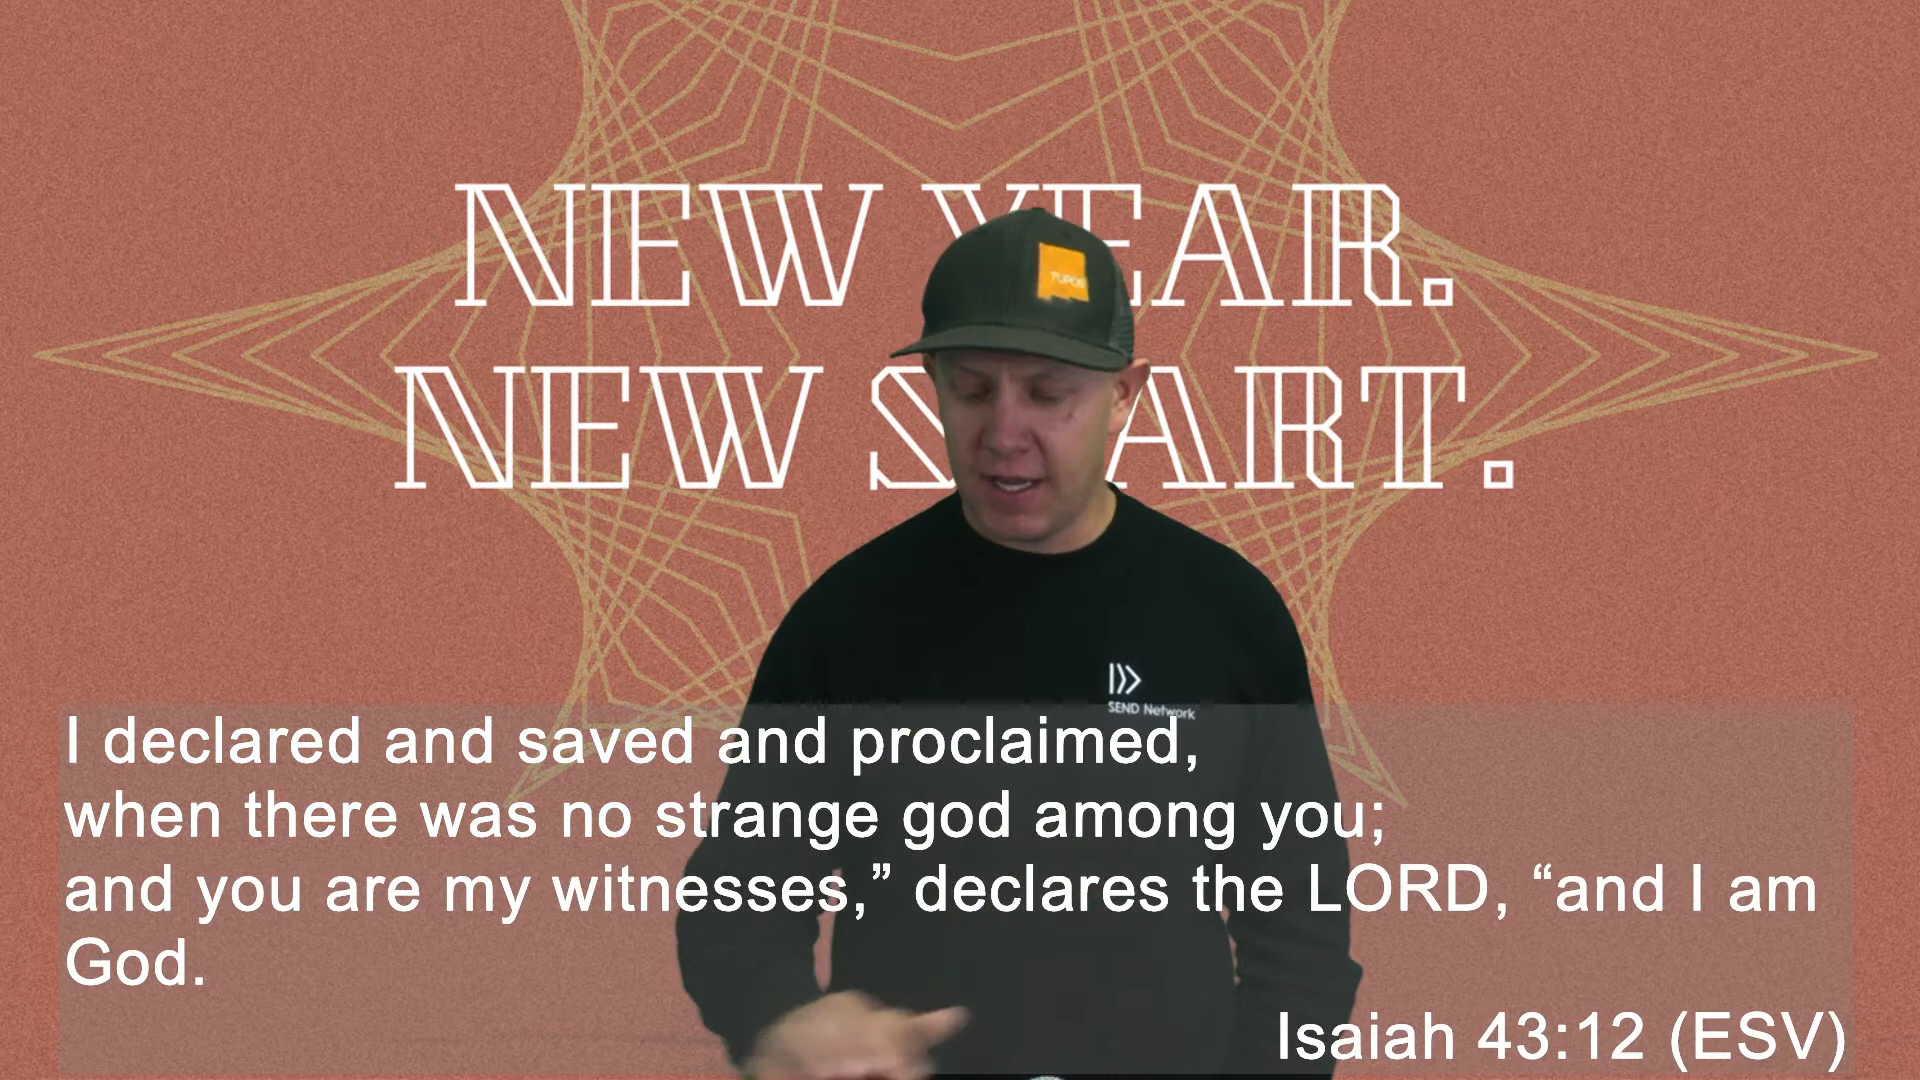 NEW YEAR.
NEW START.
TUPOS
SEND Network
I declared and saved and proclaimed,
when there was no strange god among you;
and you are my witnesses,” declares the LORD, “and I am
God.
Isaiah 43:12 (ESV)